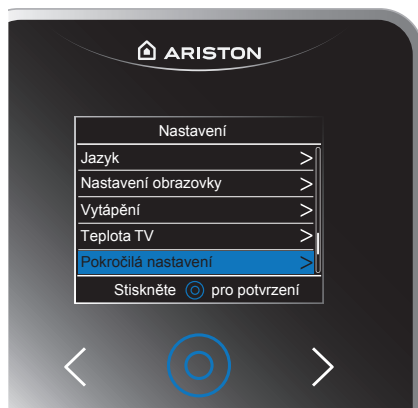 ARISTON
Nastavení
Jazyk >
Nastavení obrazovky >
Vytápění >
Teplota TV >
Pokročilá nastavení >
Stiskněte pro potvrzení